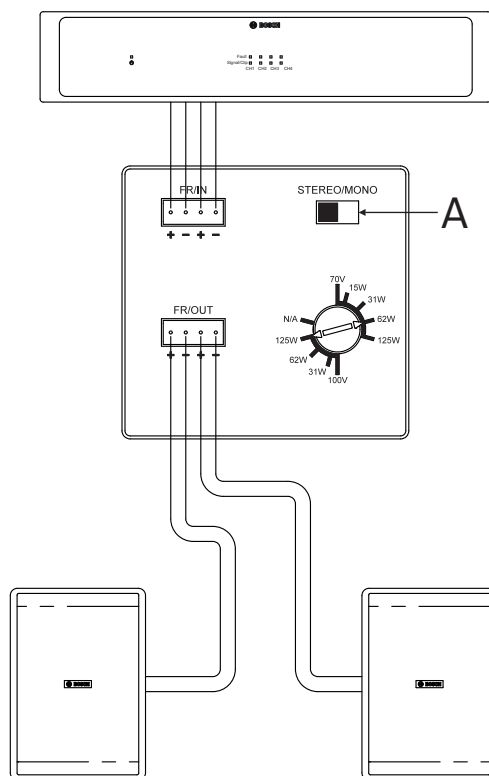 BOSCH
Fault
Signal/Clip
CH1 CH2 CH3 CH4
FR/IN
STEREO/MONO
A
+ - + -
70V
15W
31W
FR/OUT
N/A
62W
125W
125W
62W
31W
100V
+ - + -
BOSCH
BOSCH